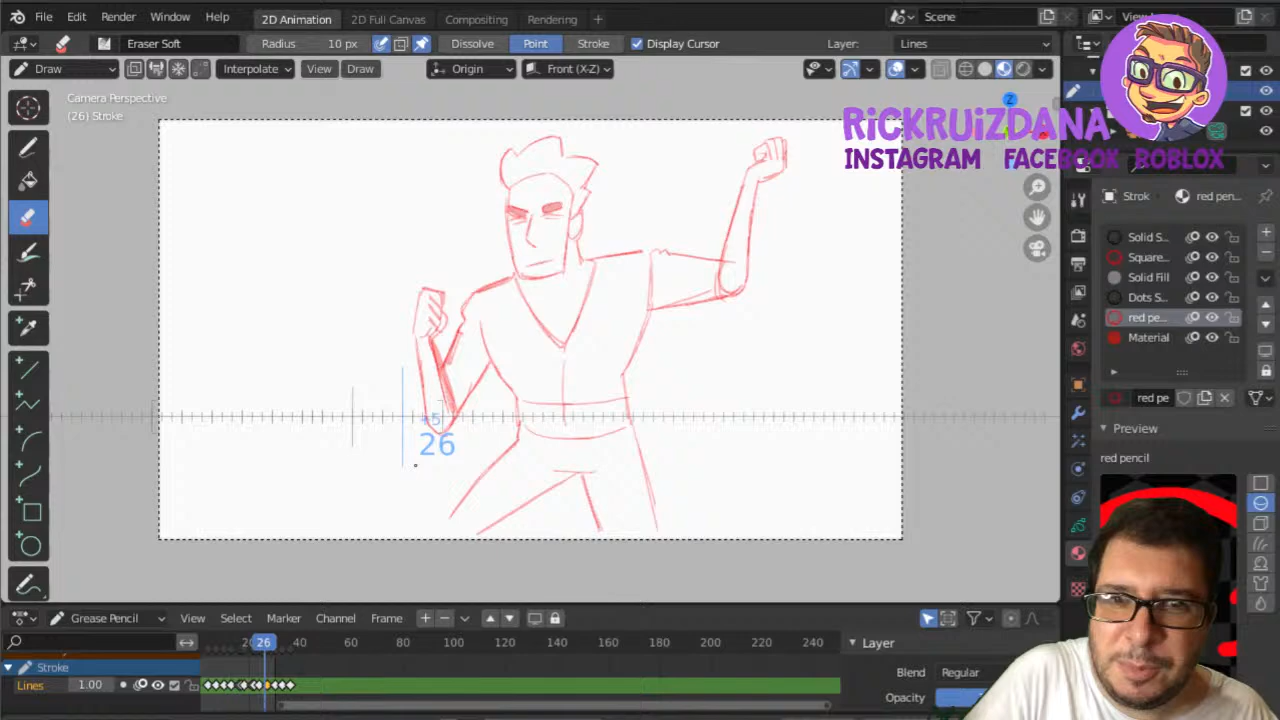 File Edit Render Window Help 2D Animation 2D Full Canvas Compositing Rendering + Scene
Eraser Soft Radius 10 px Dissolve Point Stroke Display Cursor Layer: Lines
Draw Interpolate View Draw Origin Front (X-Z)
Camera Perspective
(26) Stroke
Z
RiCKRUiZDANA
INSTAGRAM FACEBOOK ROBLOX
Strok red pen...
Solid S...
Square...
Solid Fill
Dots S...
red pe...
Material
red pe
Preview
red pencil
+5
26
Grease Pencil View Select Marker Channel Frame
26 40 60 80 100 120 140 160 180 200 220 240
Layer
Stroke
Lines 1.00
Blend Regular
Opacity